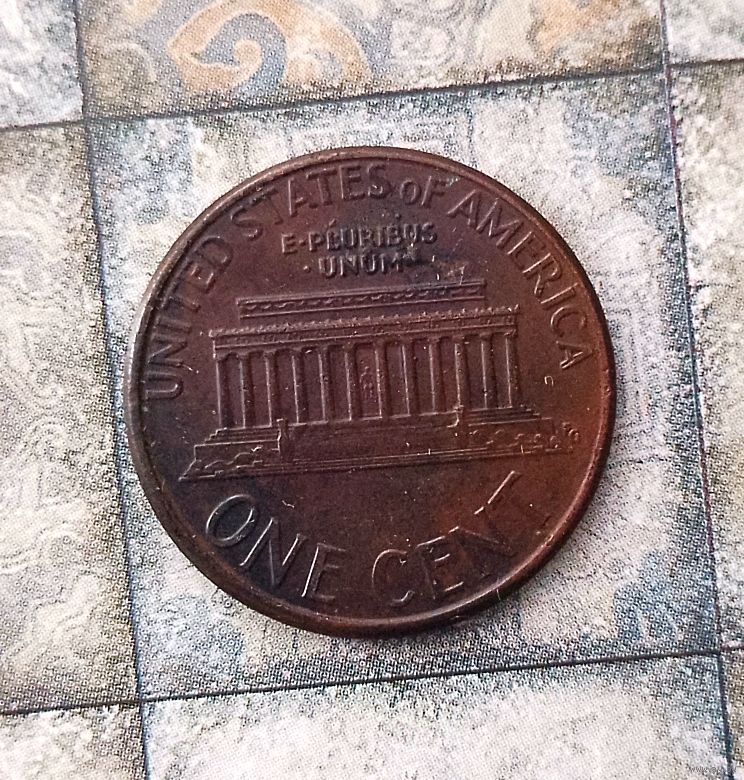 UNITED STATES OF AMERICA
E·PLURIBUS
·UNUM·
ONE CENT